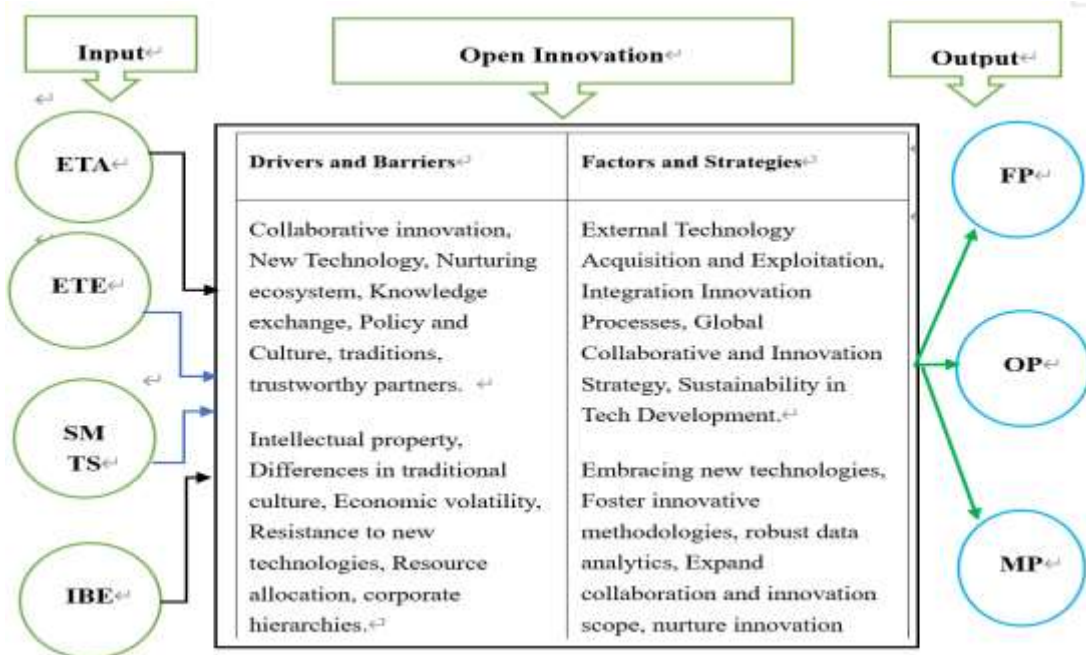 Input↵
Open Innovation↵
Output↵
ETA↵
ETE↵
SM
TS↵
IBE↵
Drivers and Barriers↵
Collaborative innovation,
New Technology, Nurturing
ecosystem, Knowledge
exchange, Policy and
Culture, traditions,
trustworthy partners. ↵
Intellectual property,
Differences in traditional
culture, Economic volatility,
Resistance to new
technologies, Resource
allocation, corporate
hierarchies.↵
Factors and Strategies↵
External Technology
Acquisition and Exploitation,
Integration Innovation
Processes, Global
Collaborative and Innovation
Strategy, Sustainability in
Tech Development.↵
Embracing new technologies,
Foster innovative
methodologies, robust data
analytics, Expand
collaboration and innovation
scope, nurture innovation
FP↵
OP↵
MP↵